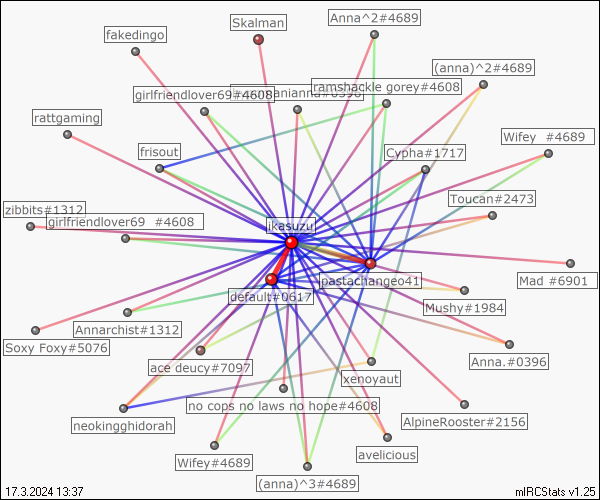 Skalman
Anna^2#4689
fakedingo
(anna)^2#4689
girlfriendlover69#4608
ramshackle gorey#4608
rattgaming
frisout
Cypha#1717
Wifey #4689
Toucan#2473
zibbits#1312
girlfriendlover69 #4608
ikasuzu
pastachangeo41
Mad #6901
default#0617
Mushy#1984
Annarchist#1312
Soxy Foxy#5076
ace deucy#7097
Anna.#0396
xenoyaut
no cops no laws no hope#4608
AlpineRooster#2156
neokingghidorah
avelicious
Wifey#4689
(anna)^3#4689
17.3.2024 13:37
mIRCStats v1.25